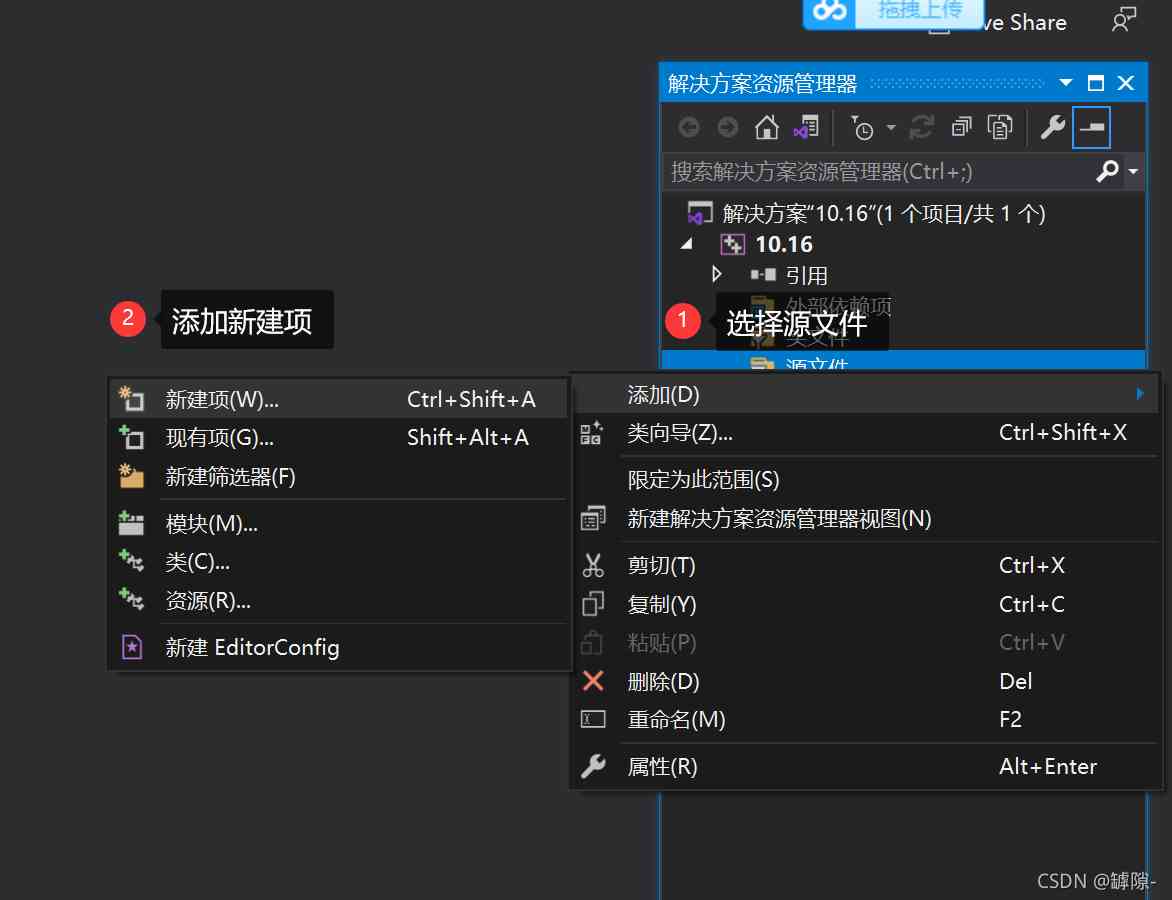 拖拽上传
ve Share
解决方案资源管理器
搜索解决方案资源管理器(Ctrl+;)
解决方案“10.16”(1 个项目/共 1 个)
10.16
引用
外部依赖项
头文件
源文件
1 选择源文件
2 添加新建项
添加(D)
类向导(Z)... Ctrl+Shift+X
限定为此范围(S)
新建解决方案资源管理器视图(N)
剪切(T) Ctrl+X
复制(Y) Ctrl+C
粘贴(P) Ctrl+V
删除(D) Del
重命名(M) F2
属性(R) Alt+Enter
新建项(W)... Ctrl+Shift+A
现有项(G)... Shift+Alt+A
新建筛选器(F)
模块(M)...
类(C)...
资源(R)...
新建 EditorConfig
CSDN @罅隙-